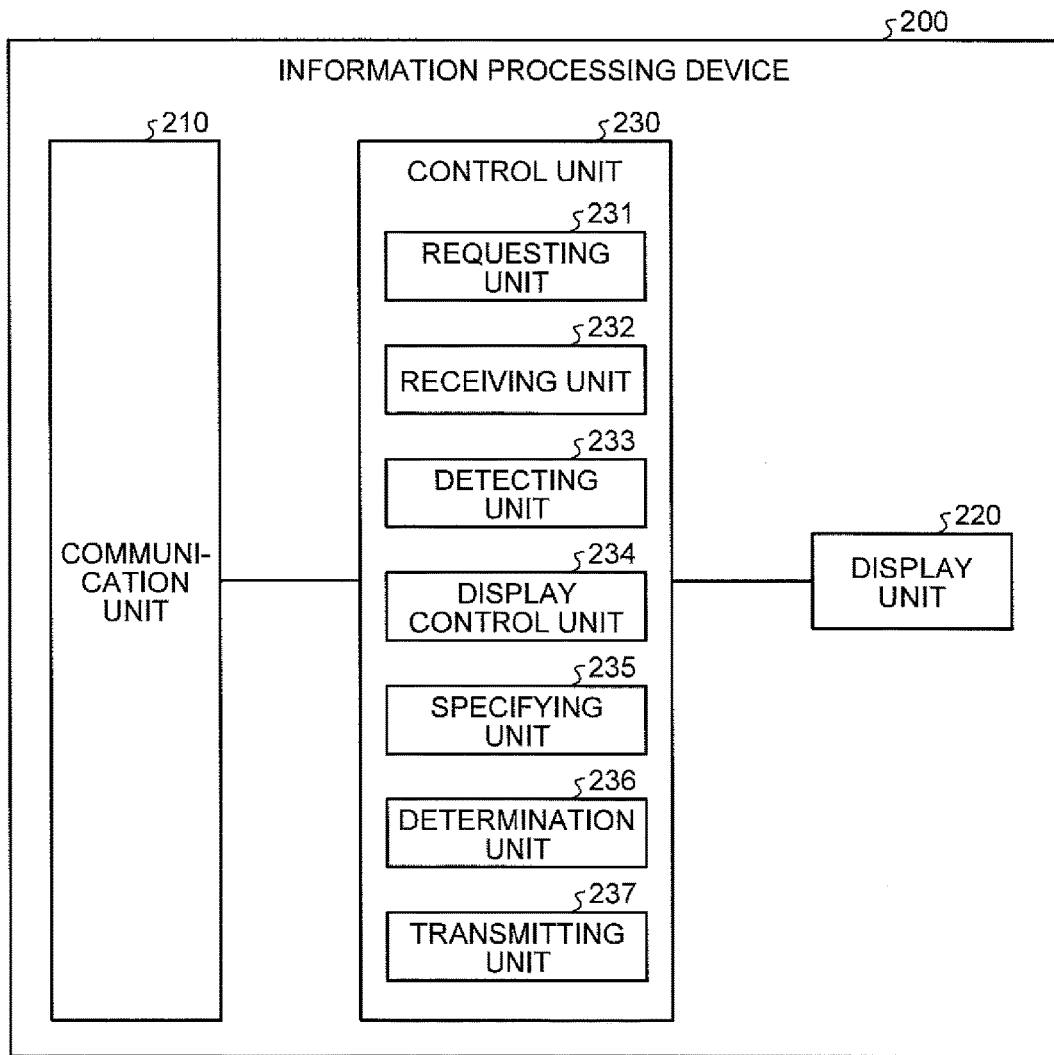 200
INFORMATION PROCESSING DEVICE
210
COMMUNI-
CATION
UNIT
230
CONTROL UNIT
231
REQUESTING
UNIT
232
RECEIVING UNIT
233
DETECTING
UNIT
234
DISPLAY
CONTROL UNIT
235
SPECIFYING
UNIT
236
DETERMINATION
UNIT
237
TRANSMITTING
UNIT
220
DISPLAY
UNIT